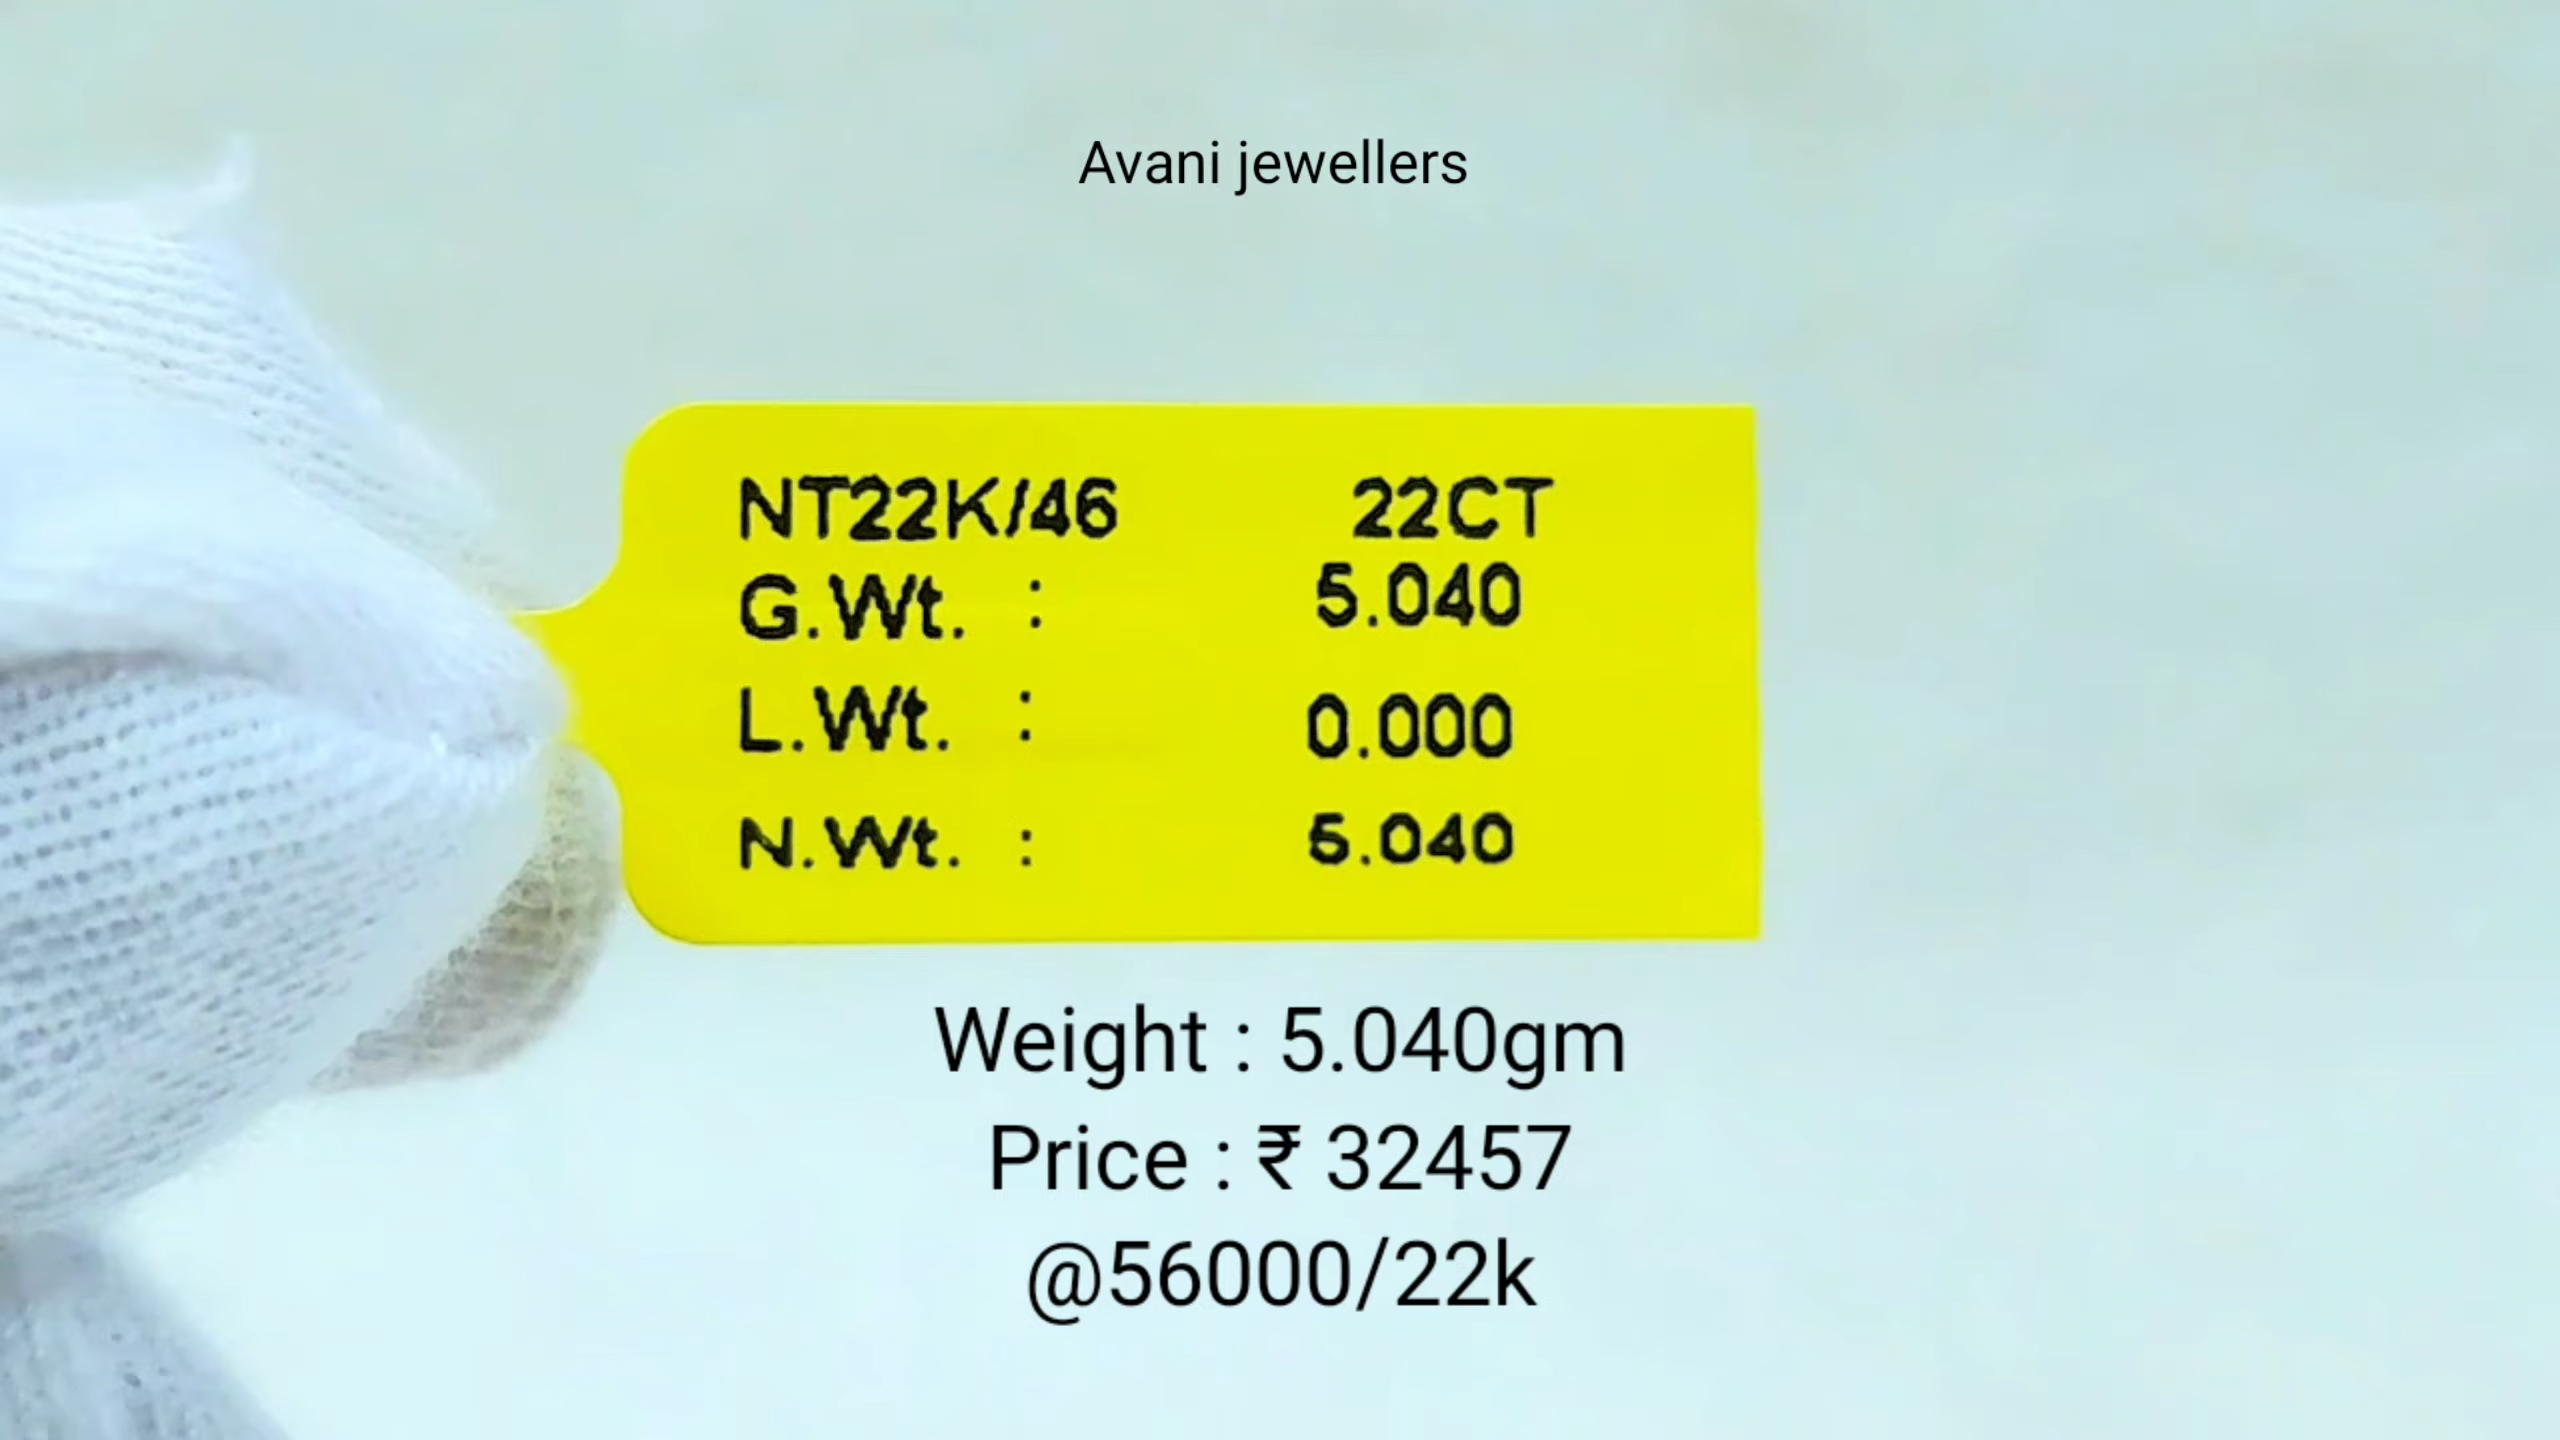 Avani jewellers
NT22K/46 22CT
G.Wt. : 5.040
L.Wt. : 0.000
N.Wt. : 5.040
Weight : 5.040gm
Price : ₹ 32457
@56000/22k